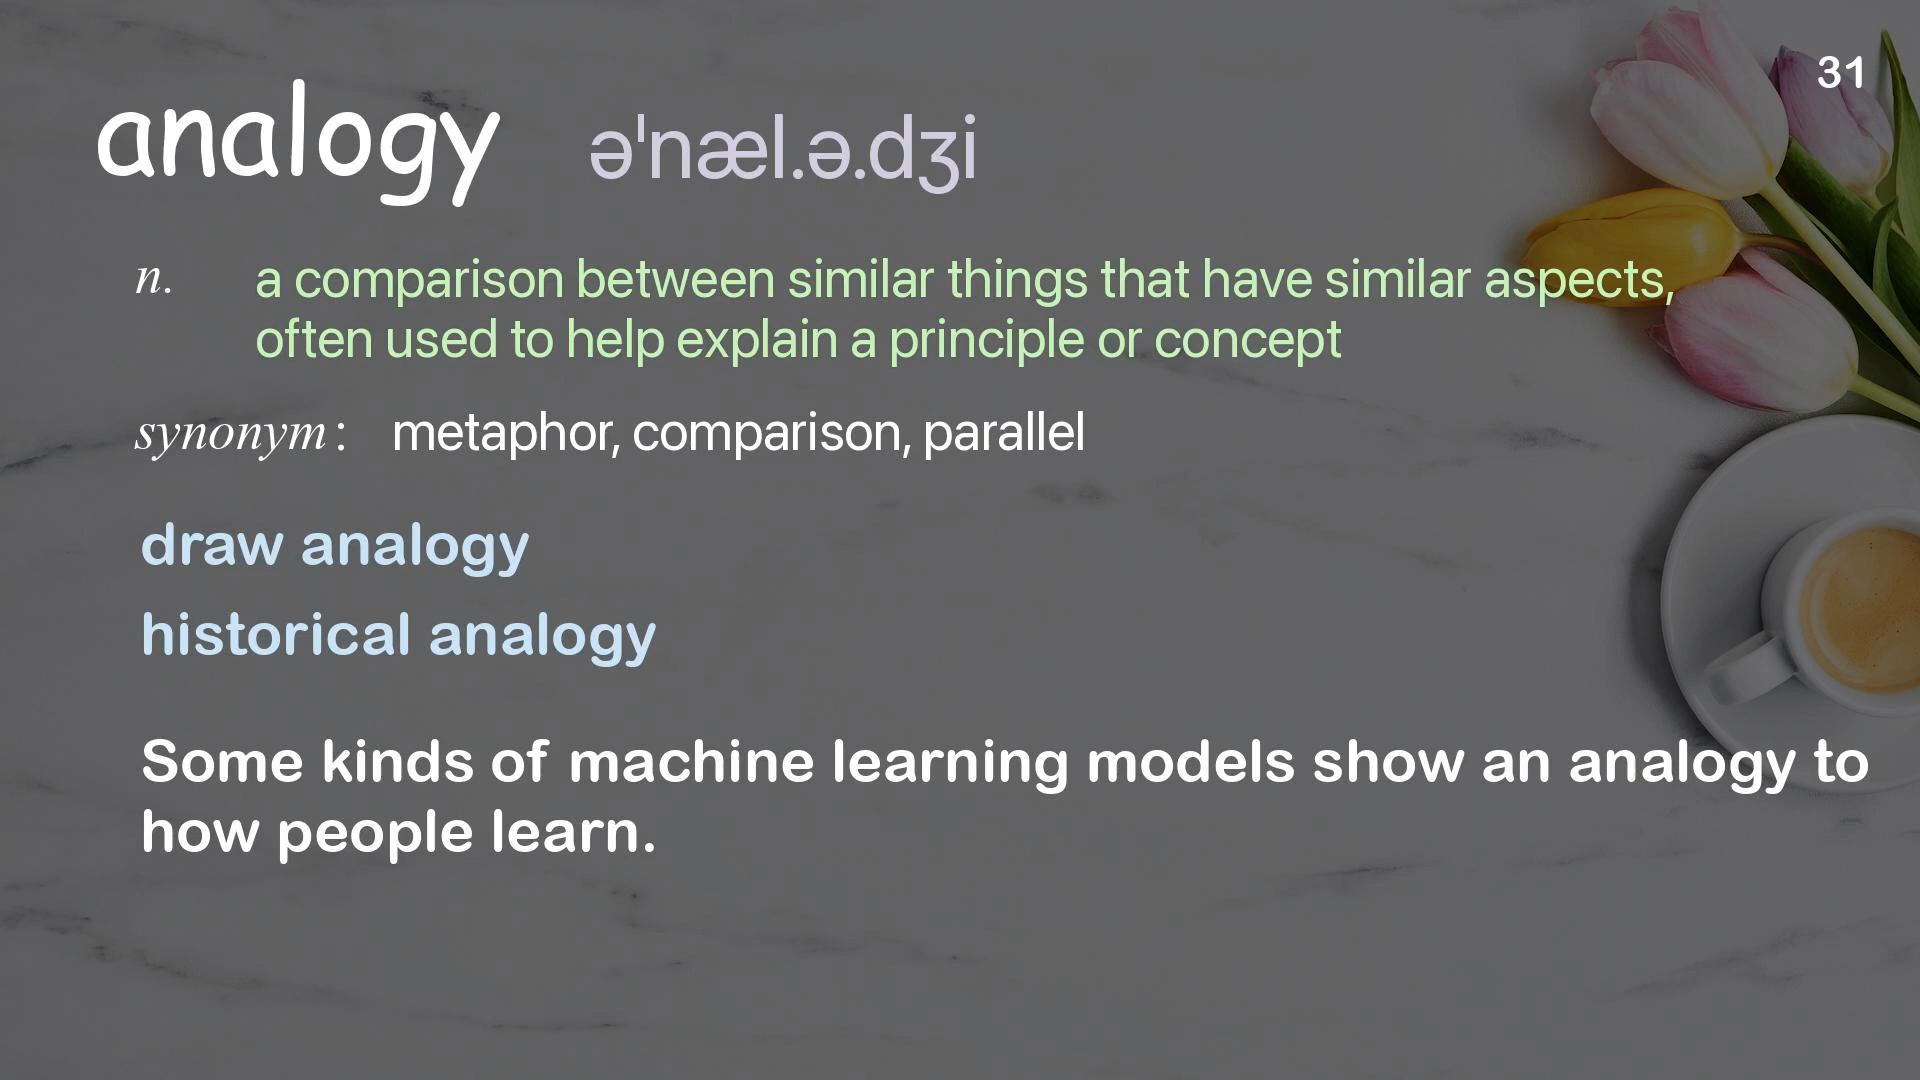 31
analogy əˈnæl.ə.dʒi
n. a comparison between similar things that have similar aspects,
often used to help explain a principle or concept
synonym: metaphor, comparison, parallel
draw analogy
historical analogy
Some kinds of machine learning models show an analogy to
how people learn.